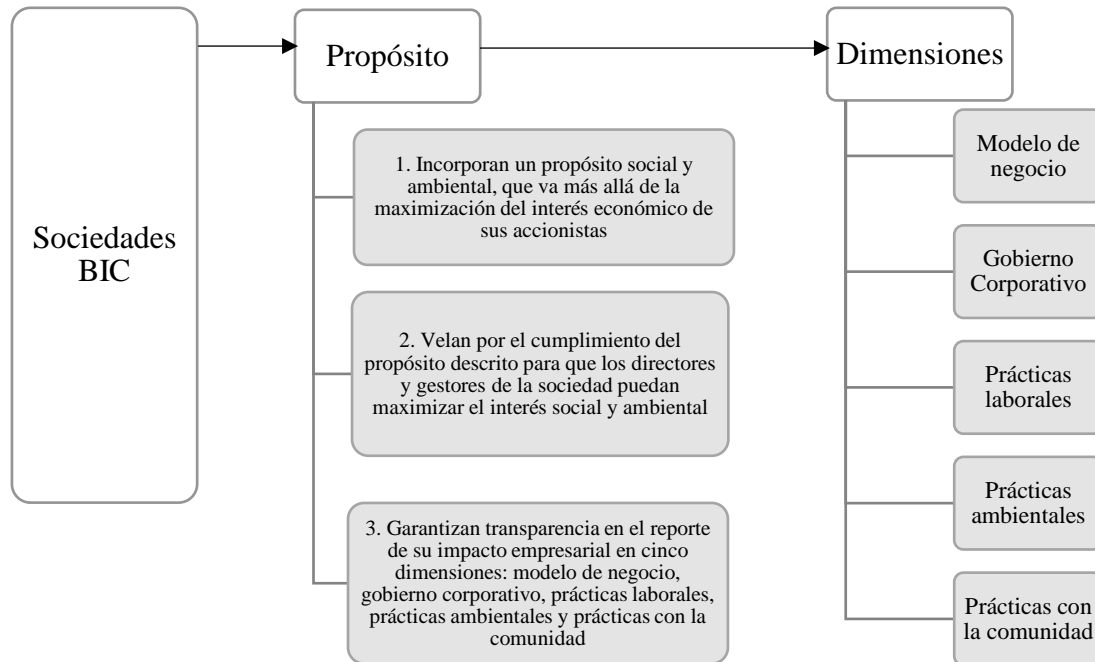 Sociedades
BIC
Propósito
1. Incorporan un propósito social y
ambiental, que va más allá de la
maximización del interés económico de
sus accionistas
2. Velan por el cumplimiento del
propósito descrito para que los directores
y gestores de la sociedad puedan
maximizar el interés social y ambiental
3. Garantizan transparencia en el reporte
de su impacto empresarial en cinco
dimensiones: modelo de negocio,
gobierno corporativo, prácticas laborales,
prácticas ambientales y prácticas con la
comunidad
Dimensiones
Modelo de
negocio
Gobierno
Corporativo
Prácticas
laborales
Prácticas
ambientales
Prácticas con
la comunidad